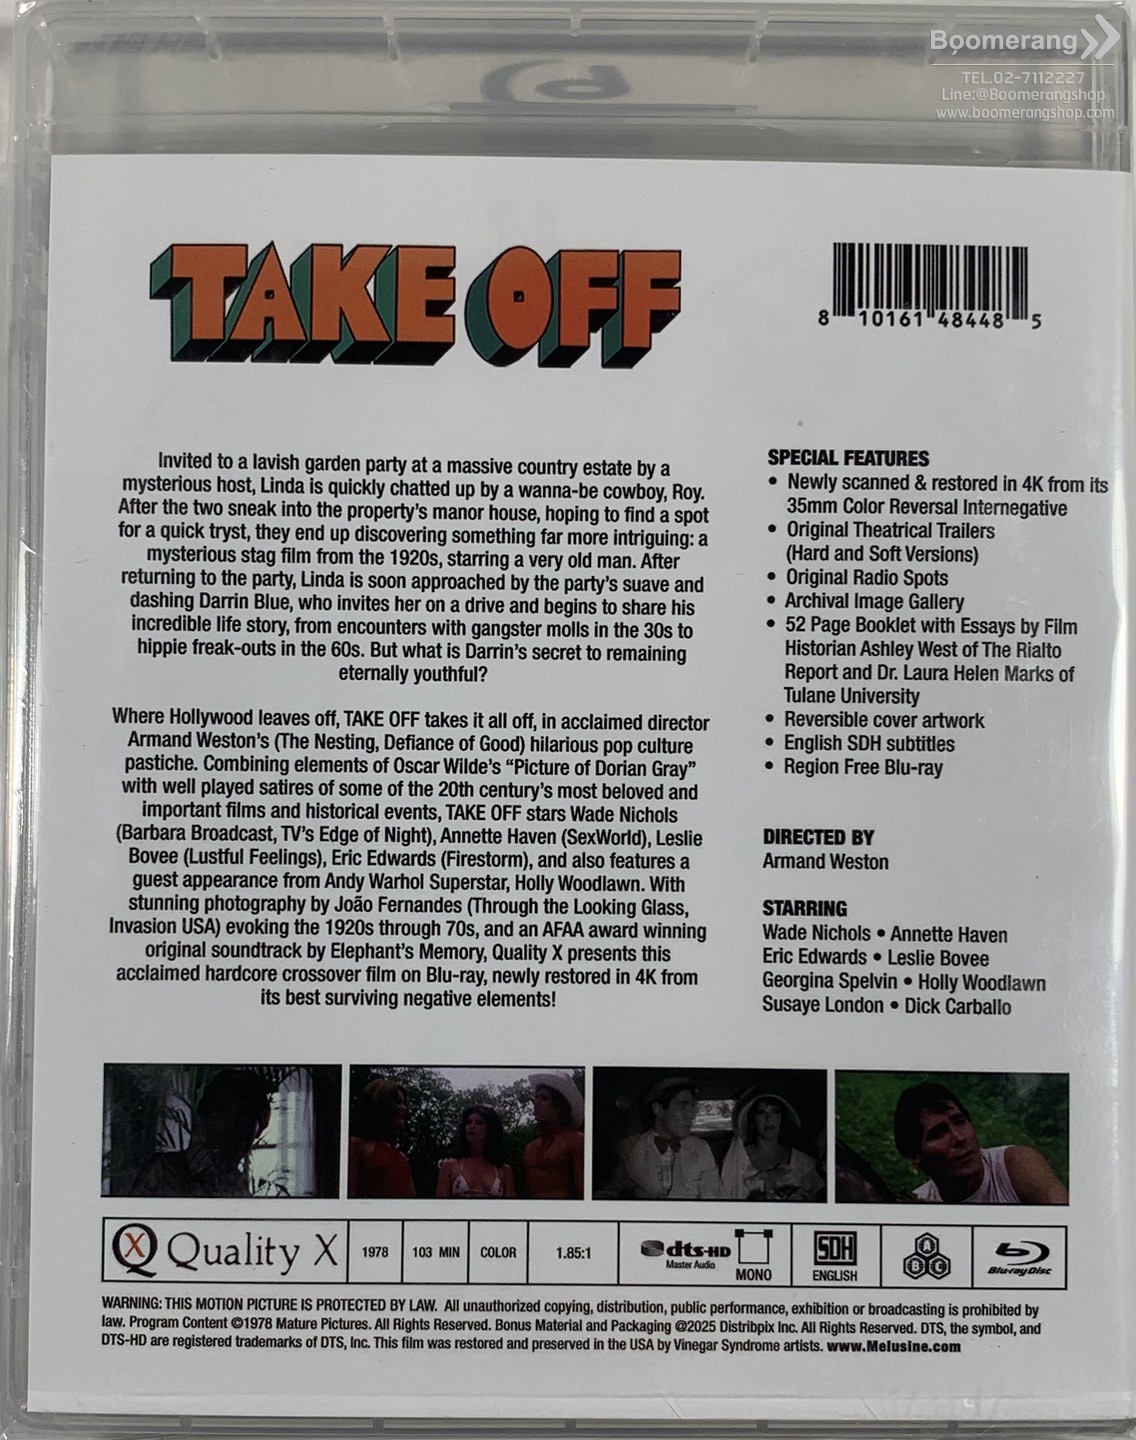 Boomerang
TEL.02-7112227
Line:@Boomerangshop
www.boomerangshop.com
TAKE OFF
8 10161 48448 5
Invited to a lavish garden party at a massive country estate by a
mysterious host, Linda is quickly chatted up by a wanna-be cowboy, Roy.
After the two sneak into the property's manor house, hoping to find a spot
for a quick tryst, they end up discovering something far more intriguing: a
mysterious stag film from the 1920s, starring a very old man. After
returning to the party, Linda is soon approached by the party's suave and
dashing Darrin Blue, who invites her on a drive and begins to share his
incredible life story, from encounters with gangster molls in the 30s to
hippie freak-outs in the 60s. But what is Darrin's secret to remaining
eternally youthful?
Where Hollywood leaves off, TAKE OFF takes it all off, in acclaimed director
Armand Weston's (The Nesting, Defiance of Good) hilarious pop culture
pastiche. Combining elements of Oscar Wilde's “Picture of Dorian Gray”
with well played satires of some of the 20th century's most beloved and
important films and historical events, TAKE OFF stars Wade Nichols
(Barbara Broadcast, TV's Edge of Night), Annette Haven (SexWorld), Leslie
Bovee (Lustful Feelings), Eric Edwards (Firestorm), and also features a
guest appearance from Andy Warhol Superstar, Holly Woodlawn. With
stunning photography by João Fernandes (Through the Looking Glass,
Invasion USA) evoking the 1920s through 70s, and an AFAA award winning
original soundtrack by Elephant's Memory, Quality X presents this
acclaimed hardcore crossover film on Blu-ray, newly restored in 4K from
its best surviving negative elements!
SPECIAL FEATURES
• Newly scanned & restored in 4K from its
35mm Color Reversal Internegative
• Original Theatrical Trailers
(Hard and Soft Versions)
• Original Radio Spots
• Archival Image Gallery
• 52 Page Booklet with Essays by Film
Historian Ashley West of The Rialto
Report and Dr. Laura Helen Marks of
Tulane University
• Reversible cover artwork
• English SDH subtitles
• Region Free Blu-ray
DIRECTED BY
Armand Weston
STARRING
Wade Nichols • Annette Haven
Eric Edwards • Leslie Bovee
Georgina Spelvin • Holly Woodlawn
Susaye London • Dick Carballo
QX Quality X
1978
103 MIN
COLOR
1.85:1
dts-HD
Master Audio
MONO
SDH
ENGLISH
A
B C
Blu-ray Disc
WARNING: THIS MOTION PICTURE IS PROTECTED BY LAW. All unauthorized copying, distribution, public performance, exhibition or broadcasting is prohibited by
law. Program Content ©1978 Mature Pictures. All Rights Reserved. Bonus Material and Packaging @2025 Distribpix Inc. All Rights Reserved. DTS, the symbol, and
DTS-HD are registered trademarks of DTS, Inc. This film was restored and preserved in the USA by Vinegar Syndrome artists. www.Melusine.com